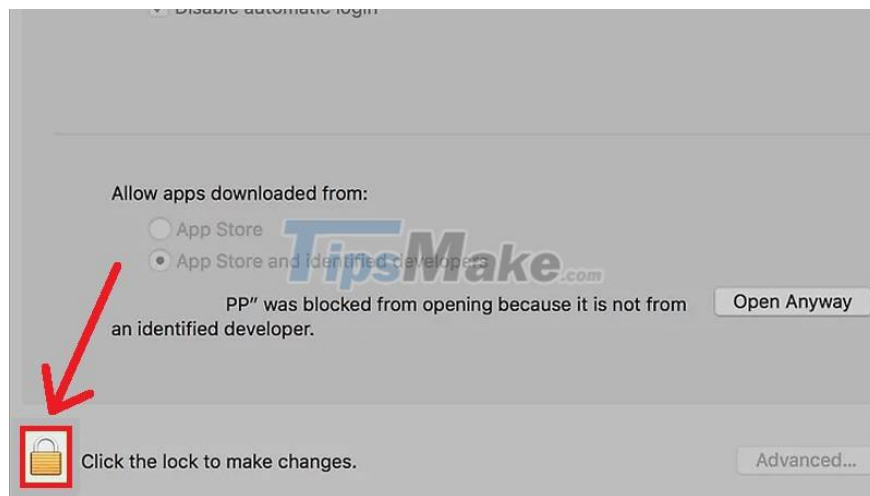 Disable automatic login
Allow apps downloaded from:
App Store
App Store and identified developers
TipsMake.com
PP" was blocked from opening because it is not from
an identified developer.
Open Anyway
Click the lock to make changes.
Advanced...